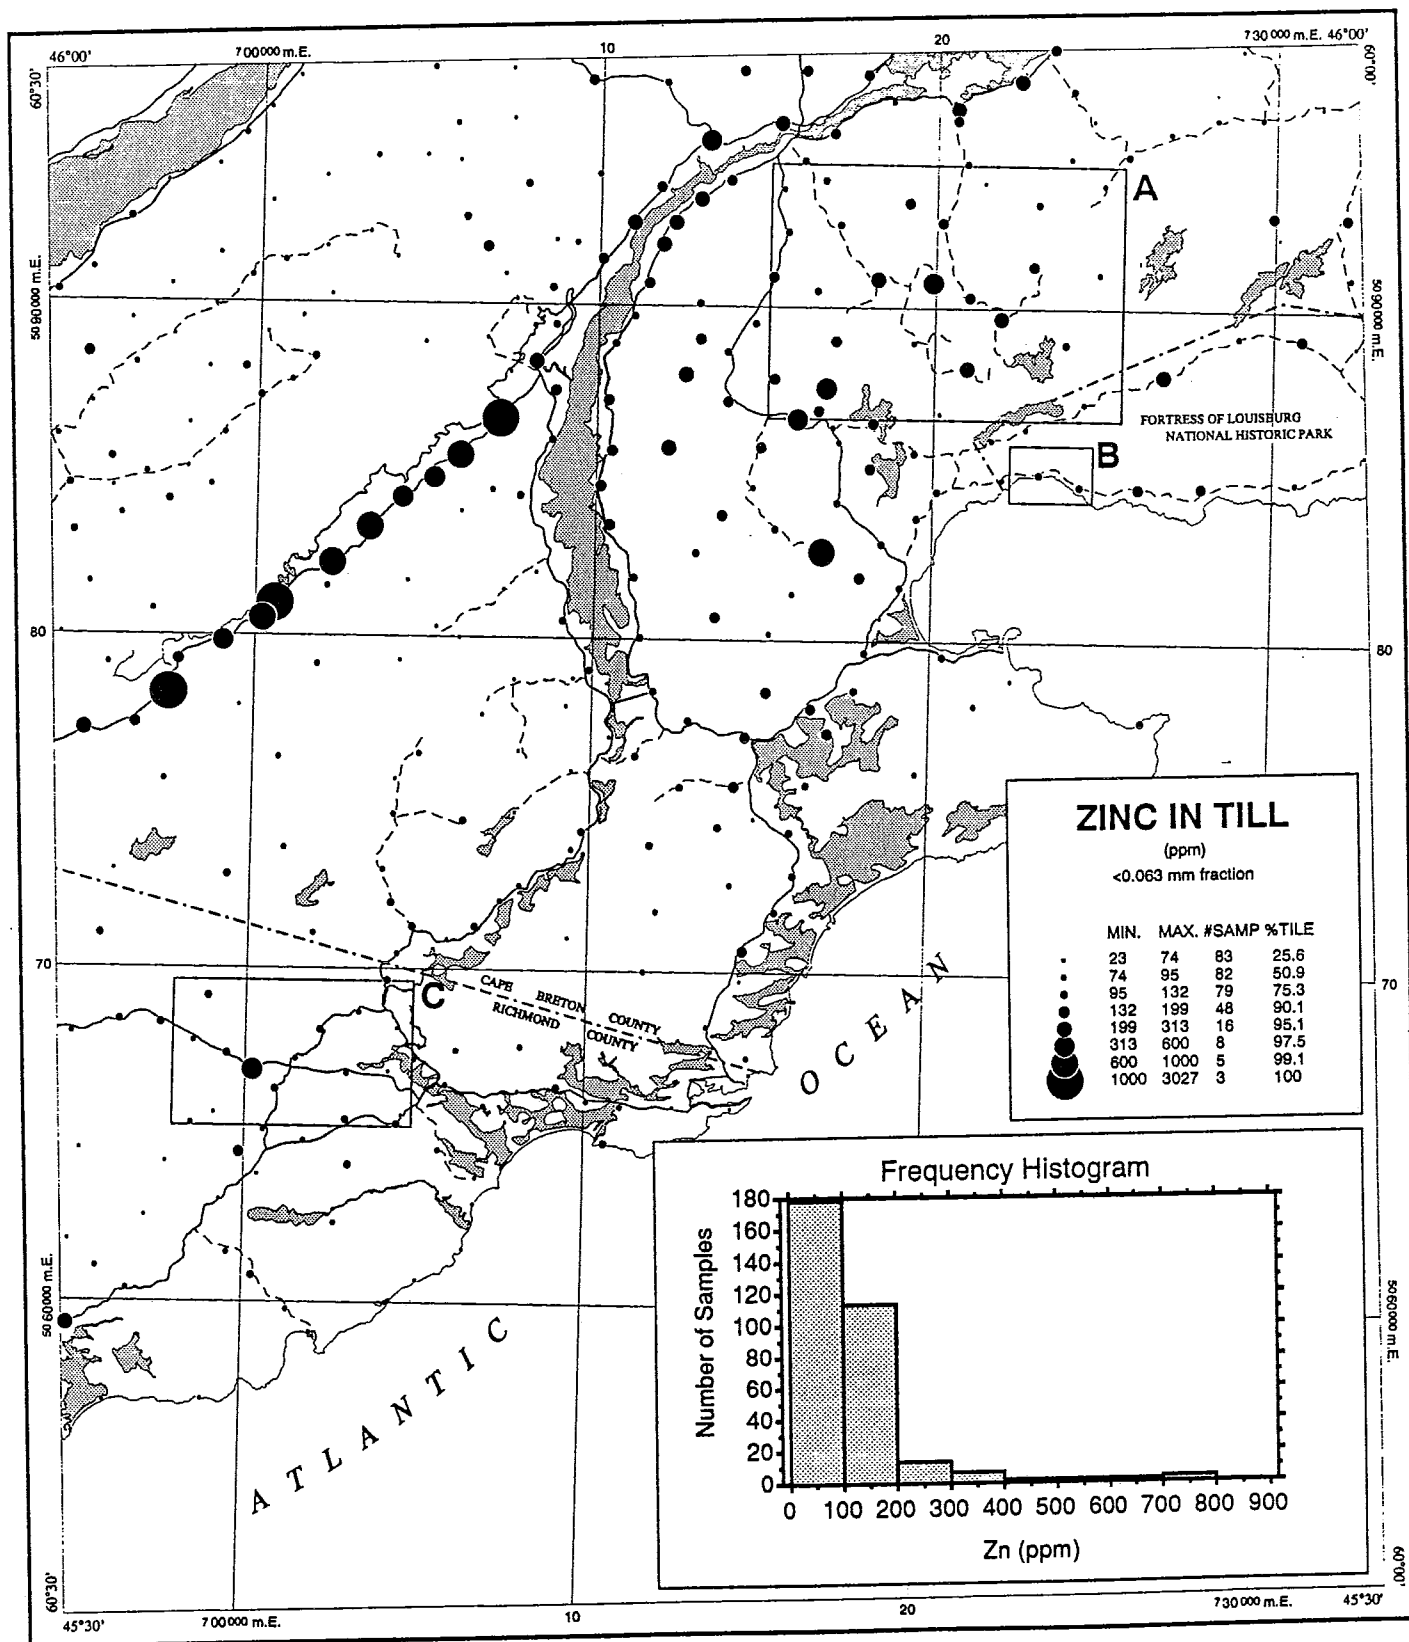 46°00'
700000 m.E.
10
20
730000 m.E. 46°00'
60°30'
60°00'
A
5090000 m.E.
5090000 m.E.
FORTRESS OF LOUISBURG
NATIONAL HISTORIC PARK
B
80
80
ZINC IN TILL
(ppm)
<0.063 mm fraction
MIN. MAX. #SAMP %TILE
23 74 83 25.6
74 95 82 50.9
95 132 79 75.3
132 199 48 90.1
199 313 16 95.1
313 600 8 97.5
600 1000 5 99.1
1000 3027 3 100
70
70
C
CAPE BRETON COUNTY
RICHMOND COUNTY
ATLANTIC OCEAN
5060000 m.E.
5060000 m.E.
Frequency Histogram
Number of Samples
180
160
140
120
100
80
60
40
20
0
0 100 200 300 400 500 600 700 800 900
Zn (ppm)
60°30'
60°00'
45°30'
700000 m.E.
10
20
730000 m.E.
45°30'